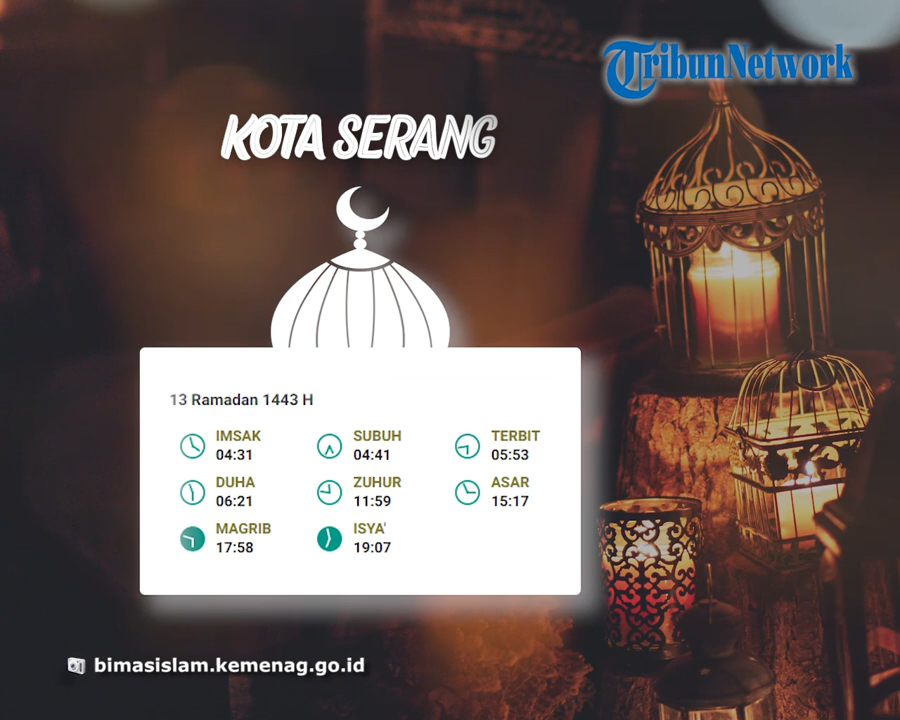 TribunNetwork
KOTA SERANG
13 Ramadan 1443 H
IMSAK
04:31
SUBUH
04:41
TERBIT
05:53
DUHA
06:21
ZUHUR
11:59
ASAR
15:17
MAGRIB
17:58
ISYA'
19:07
bimasislam.kemenag.go.id